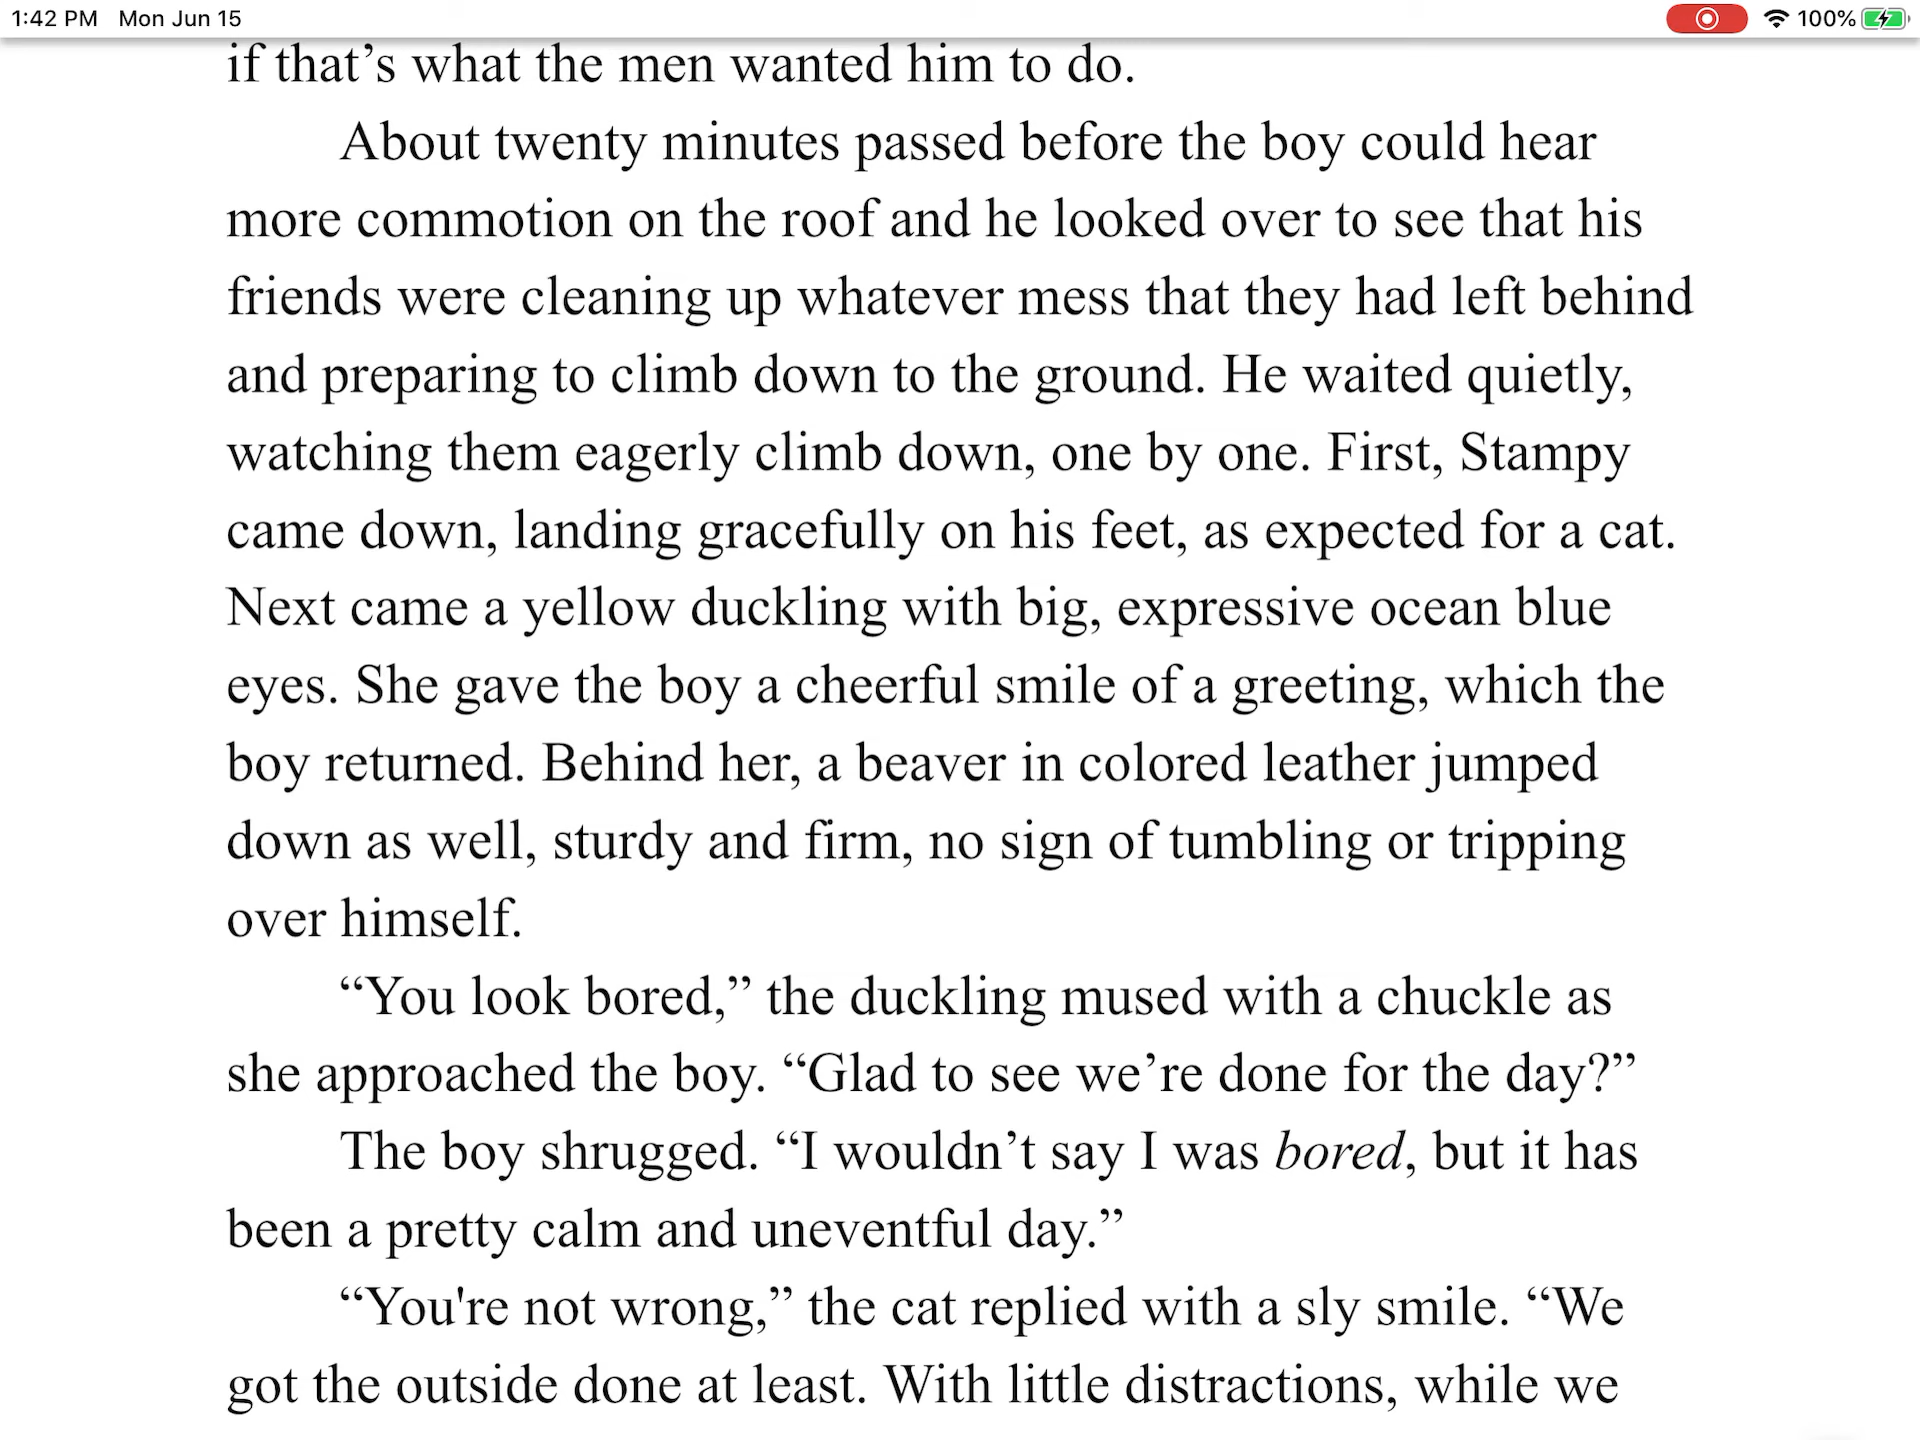 1:42 PM Mon Jun 15 100%
if that’s what the men wanted him to do.
About twenty minutes passed before the boy could hear
more commotion on the roof and he looked over to see that his
friends were cleaning up whatever mess that they had left behind
and preparing to climb down to the ground. He waited quietly,
watching them eagerly climb down, one by one. First, Stampy
came down, landing gracefully on his feet, as expected for a cat.
Next came a yellow duckling with big, expressive ocean blue
eyes. She gave the boy a cheerful smile of a greeting, which the
boy returned. Behind her, a beaver in colored leather jumped
down as well, sturdy and firm, no sign of tumbling or tripping
over himself.
“You look bored,” the duckling mused with a chuckle as
she approached the boy. “Glad to see we’re done for the day?”
The boy shrugged. “I wouldn’t say I was bored, but it has
been a pretty calm and uneventful day.”
“You're not wrong,” the cat replied with a sly smile. “We
got the outside done at least. With little distractions, while we